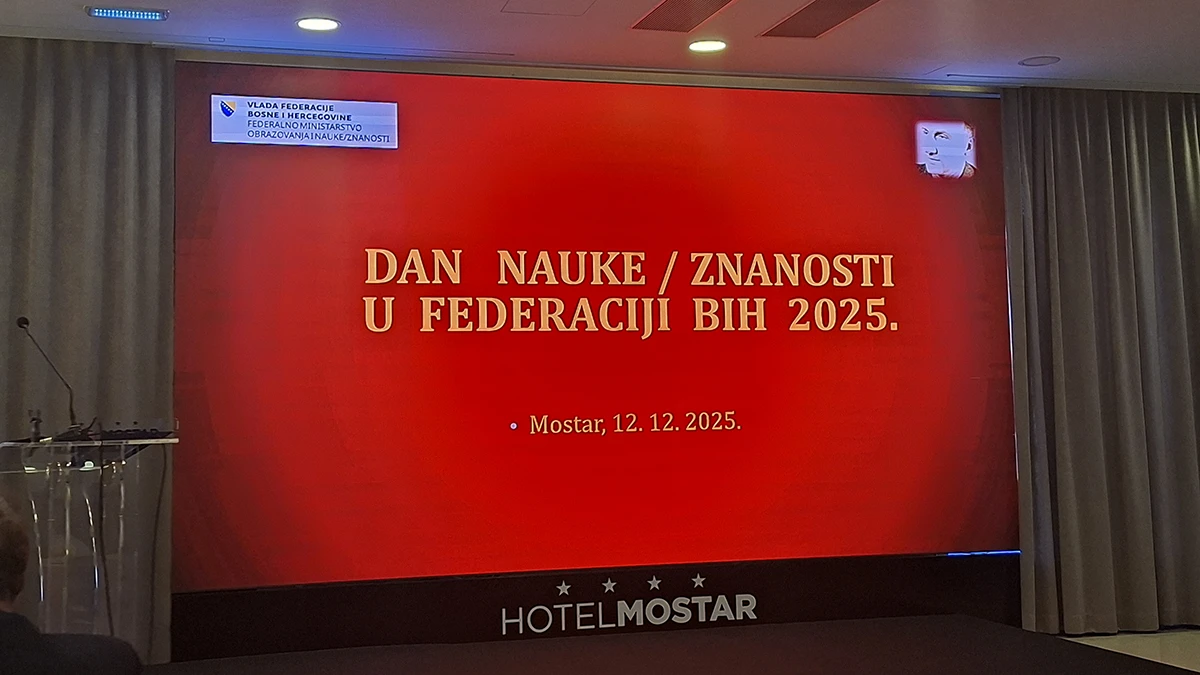 VLADA FEDERACIJE
BOSNE I HERCEGOVINE
FEDERALNO MINISTARSTVO
OBRAZOVANJA I NAUKE/ZNANOSTI
DAN NAUKE / ZNANOSTI
U FEDERACIJI BIH 2025.
• Mostar, 12. 12. 2025.
HOTELMOSTAR